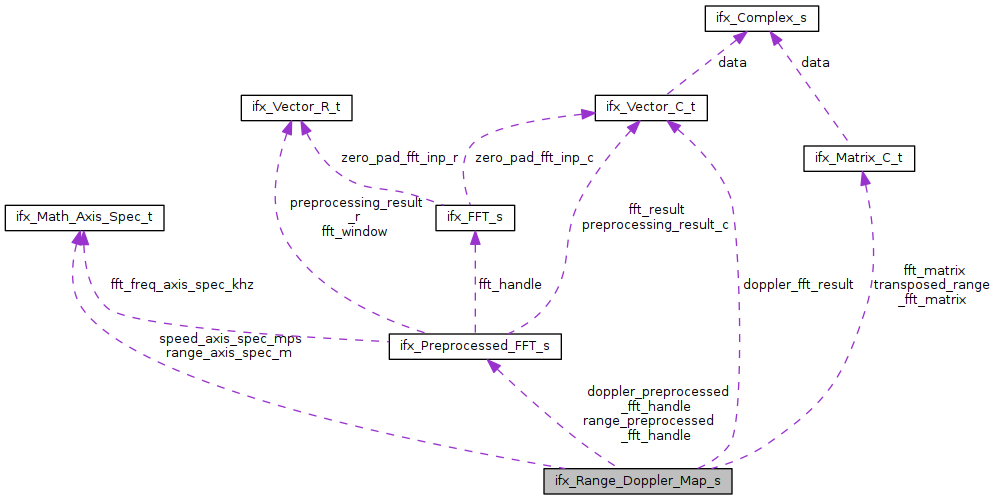 ifx_Complex_s
data
data
ifx_Vector_R_t
ifx_Vector_C_t
ifx_Matrix_C_t
zero_pad_fft_inp_r
zero_pad_fft_inp_c
ifx_Math_Axis_Spec_t
preprocessing_result
_r
fft_window
ifx_FFT_s
fft_result
preprocessing_result_c
fft_freq_axis_spec_khz
fft_handle
doppler_fft_result
fft_matrix
transposed_range
_fft_matrix
speed_axis_spec_mps
range_axis_spec_m
ifx_Preprocessed_FFT_s
doppler_preprocessed
_fft_handle
range_preprocessed
_fft_handle
ifx_Range_Doppler_Map_s